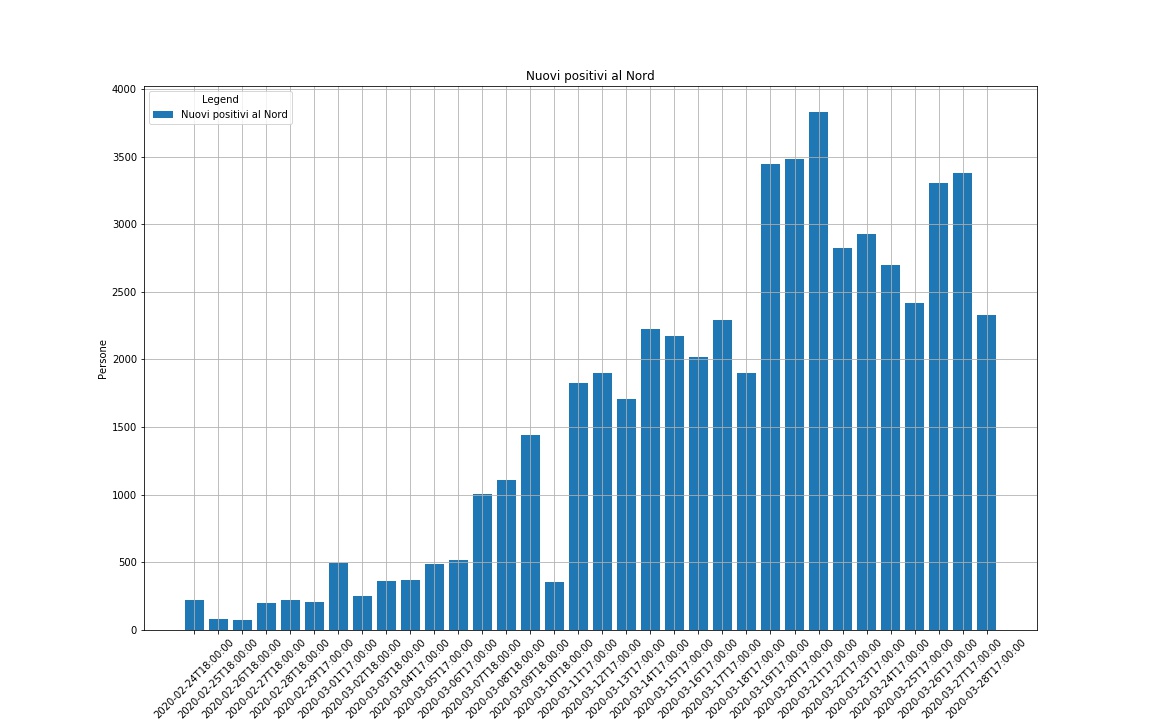 Nuovi positivi al Nord
Legend
Nuovi positivi al Nord
4000
3500
3000
2500
2000
1500
1000
500
0
Persone
2020-02-24T18:00:00
2020-02-25T18:00:00
2020-02-26T18:00:00
2020-02-27T18:00:00
2020-02-28T18:00:00
2020-02-29T17:00:00
2020-03-01T17:00:00
2020-03-02T18:00:00
2020-03-03T18:00:00
2020-03-04T17:00:00
2020-03-05T17:00:00
2020-03-06T17:00:00
2020-03-07T18:00:00
2020-03-08T18:00:00
2020-03-09T18:00:00
2020-03-10T18:00:00
2020-03-11T17:00:00
2020-03-12T17:00:00
2020-03-13T17:00:00
2020-03-14T17:00:00
2020-03-15T17:00:00
2020-03-16T17:00:00
2020-03-17T17:00:00
2020-03-18T17:00:00
2020-03-19T17:00:00
2020-03-20T17:00:00
2020-03-21T17:00:00
2020-03-22T17:00:00
2020-03-23T17:00:00
2020-03-24T17:00:00
2020-03-25T17:00:00
2020-03-26T17:00:00
2020-03-27T17:00:00
2020-03-28T17:00:00